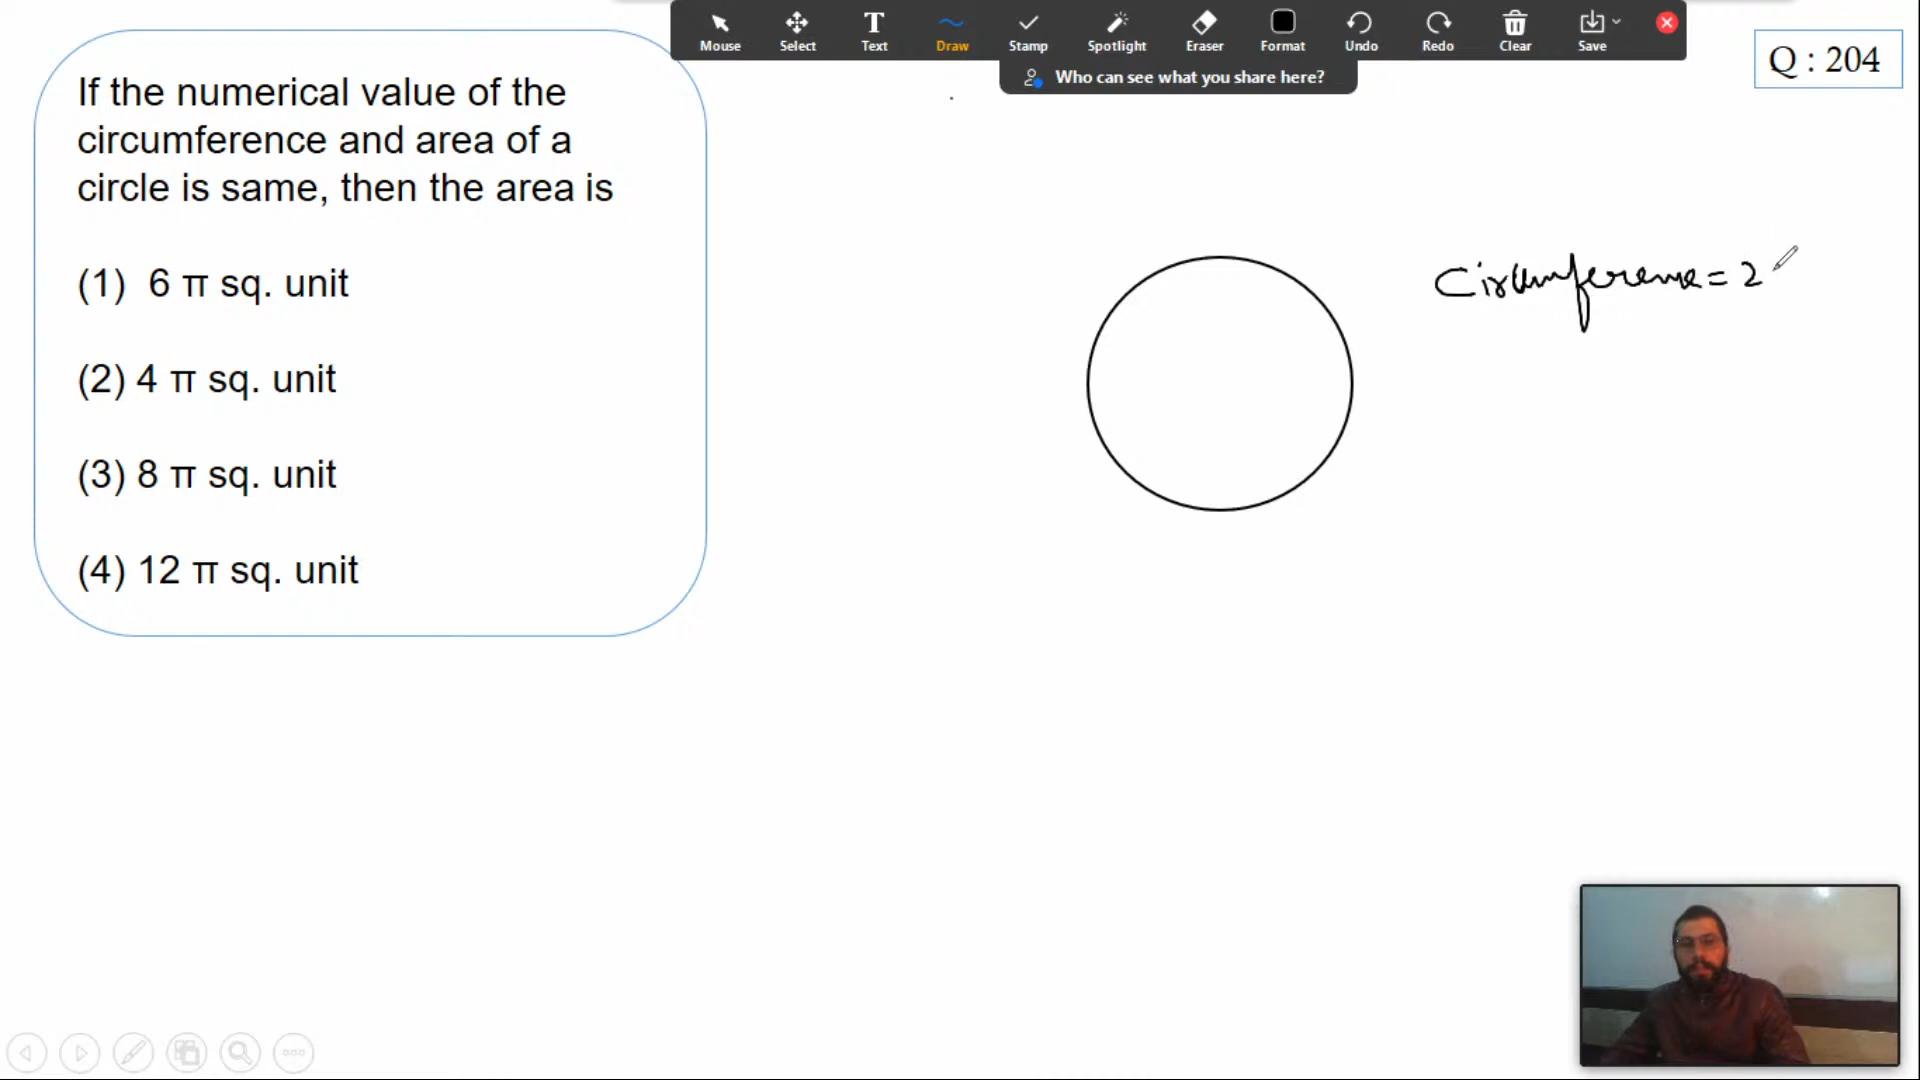 Mouse Select Text Draw Stamp Spotlight Eraser Format Undo Redo Clear Save
Who can see what you share here?
Q : 204
If the numerical value of the
circumference and area of a
circle is same, then the area is
(1) 6 π sq. unit
(2) 4 π sq. unit
(3) 8 π sq. unit
(4) 12 π sq. unit
Circumference = 2